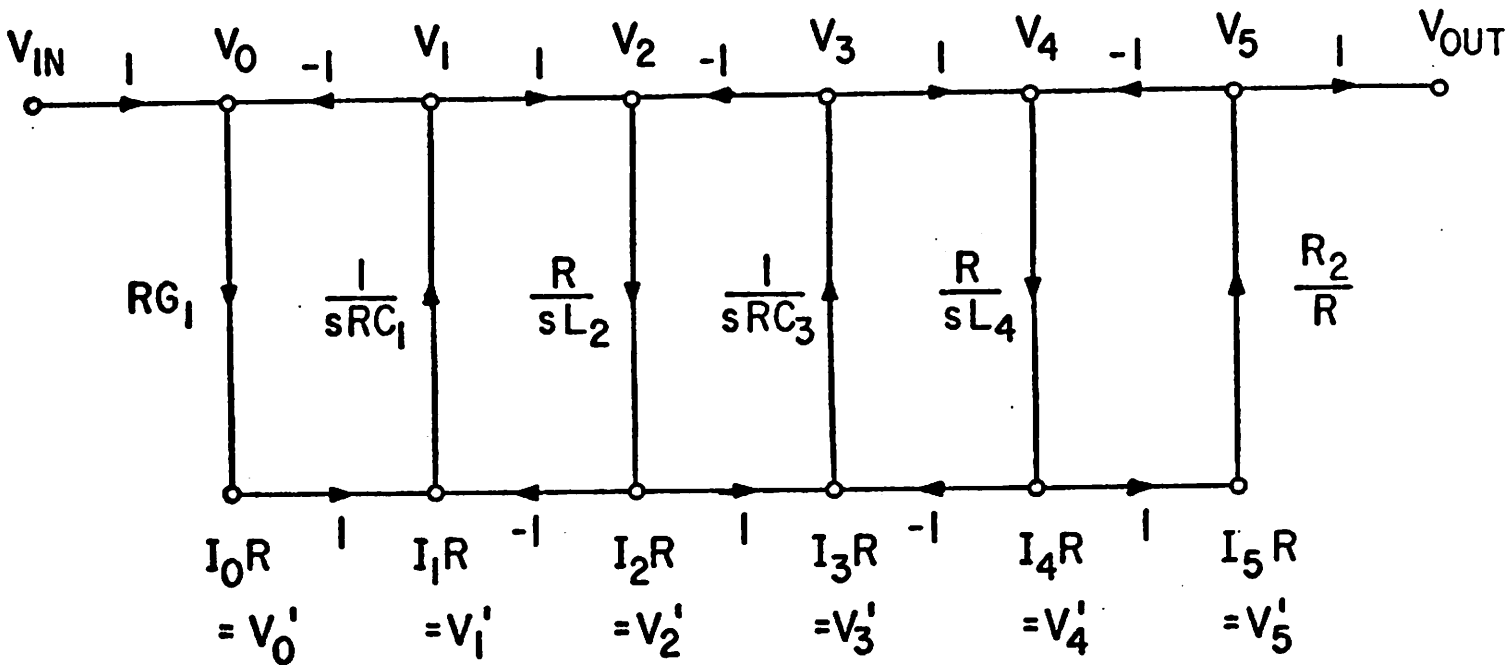 V_IN 1 V_0 -1 V_1 1 V_2 -1 V_3 1 V_4 -1 V_5 1 V_OUT
RG_1 1/sRC_1 R/sL_2 1/sRC_3 R/sL_4 R_2/R
1 -1 1 -1 1
I_0R I_1R I_2R I_3R I_4R I_5R
=V_0' =V_1' =V_2' =V_3' =V_4' =V_5'